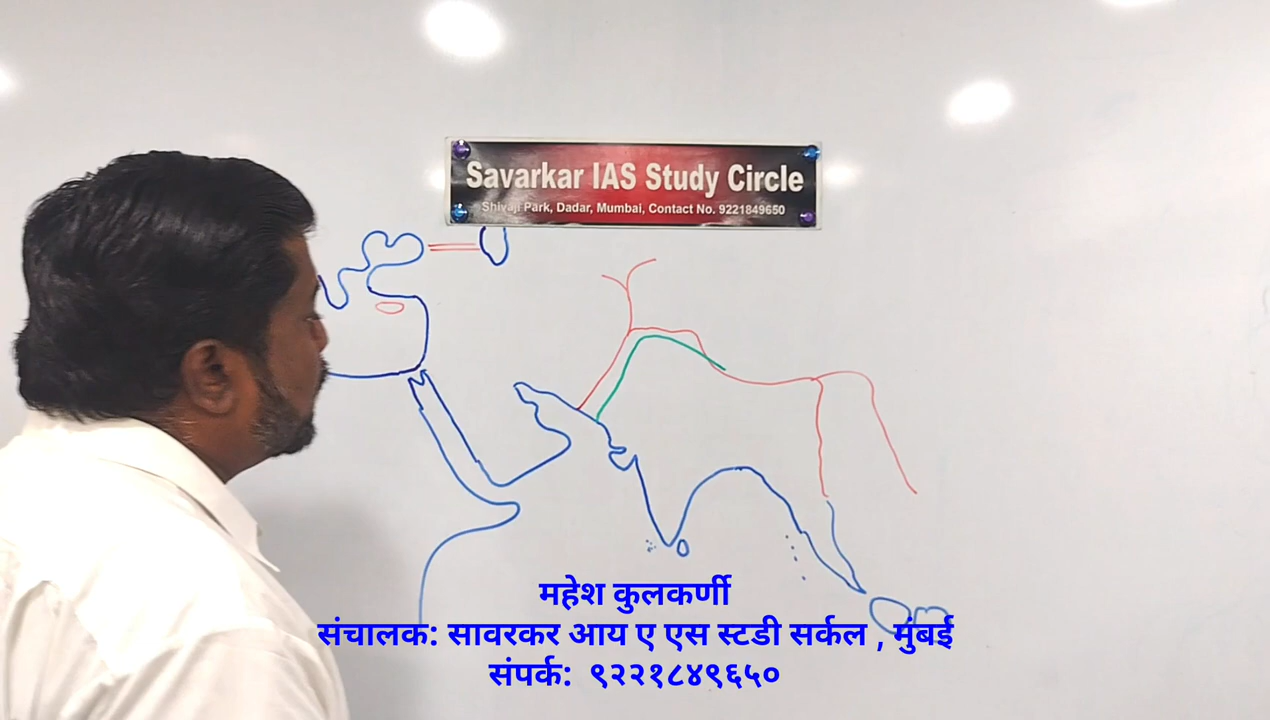 Savarkar IAS Study Circle
Shivaji Park, Dadar, Mumbai, Contact No. 9221849650
महेश कुलकर्णी
संचालक: सावरकर आय ए एस स्टडी सर्कल , मुंबई
संपर्क: ९२२१८४९६५०